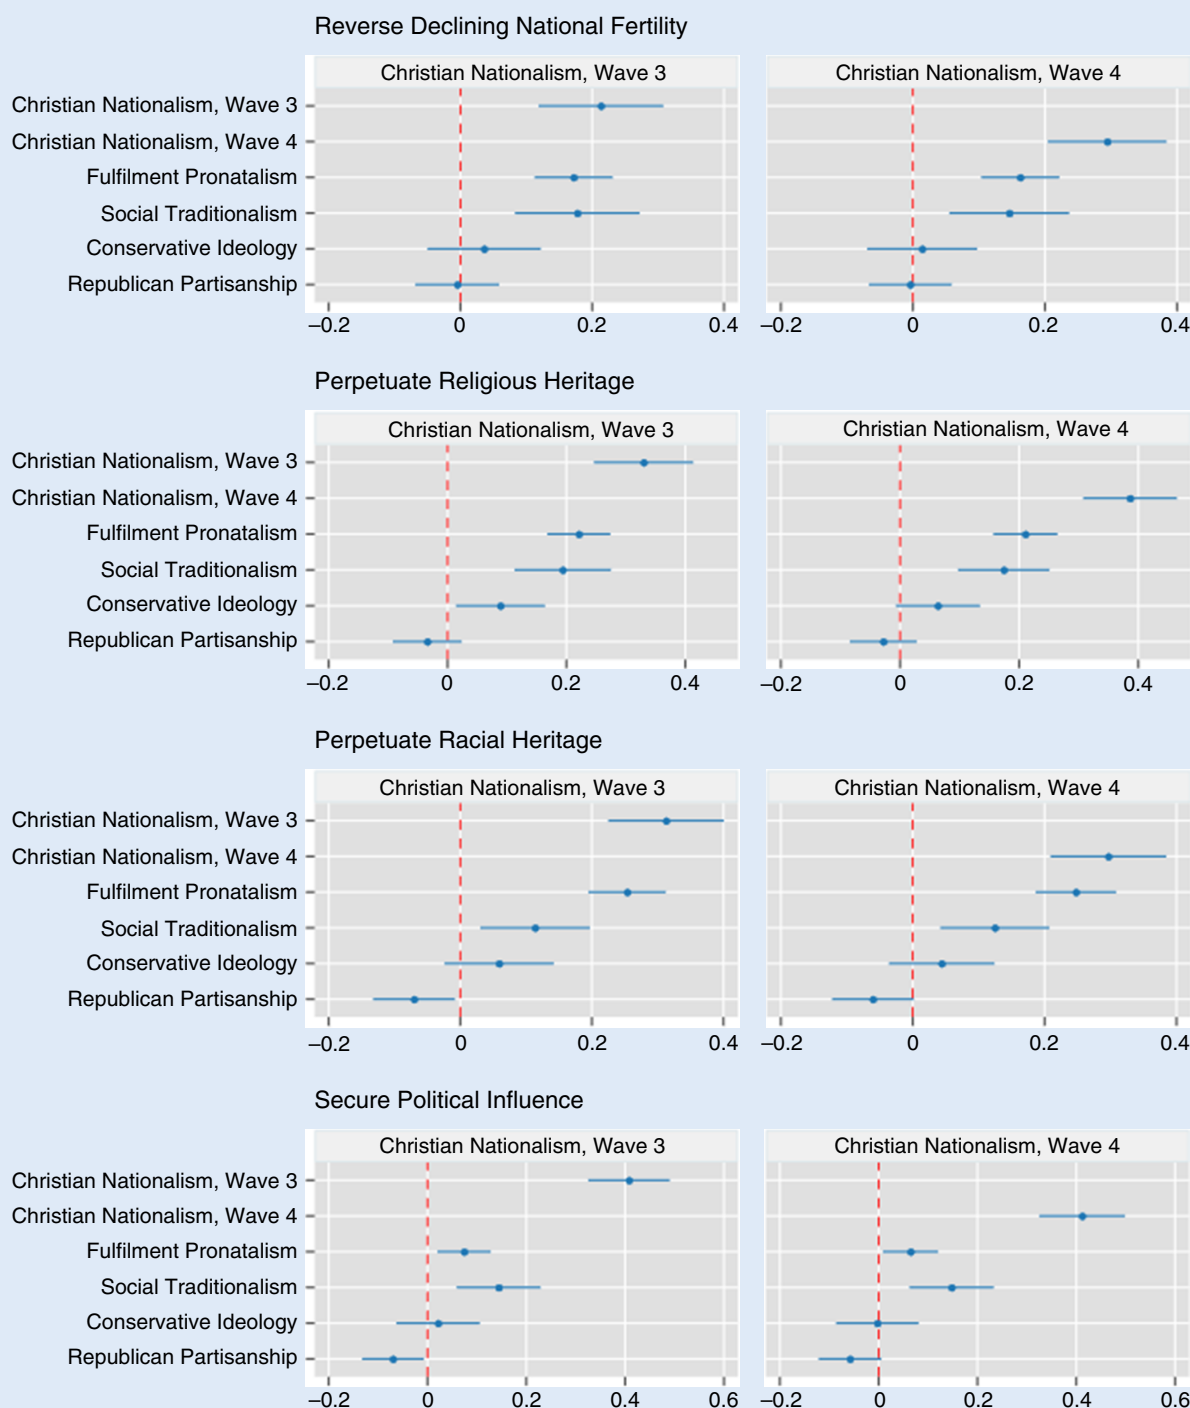 Reverse Declining National Fertility
Christian Nationalism, Wave 3
Christian Nationalism, Wave 4
Christian Nationalism, Wave 3
Christian Nationalism, Wave 4
Fulfilment Pronatalism
Social Traditionalism
Conservative Ideology
Republican Partisanship
–0.2 0 0.2 0.4 –0.2 0 0.2 0.4
Perpetuate Religious Heritage
Christian Nationalism, Wave 3
Christian Nationalism, Wave 4
Christian Nationalism, Wave 3
Christian Nationalism, Wave 4
Fulfilment Pronatalism
Social Traditionalism
Conservative Ideology
Republican Partisanship
–0.2 0 0.2 0.4 –0.2 0 0.2 0.4
Perpetuate Racial Heritage
Christian Nationalism, Wave 3
Christian Nationalism, Wave 4
Christian Nationalism, Wave 3
Christian Nationalism, Wave 4
Fulfilment Pronatalism
Social Traditionalism
Conservative Ideology
Republican Partisanship
–0.2 0 0.2 0.4 –0.2 0 0.2 0.4
Secure Political Influence
Christian Nationalism, Wave 3
Christian Nationalism, Wave 4
Christian Nationalism, Wave 3
Christian Nationalism, Wave 4
Fulfilment Pronatalism
Social Traditionalism
Conservative Ideology
Republican Partisanship
–0.2 0 0.2 0.4 0.6 –0.2 0 0.2 0.4 0.6